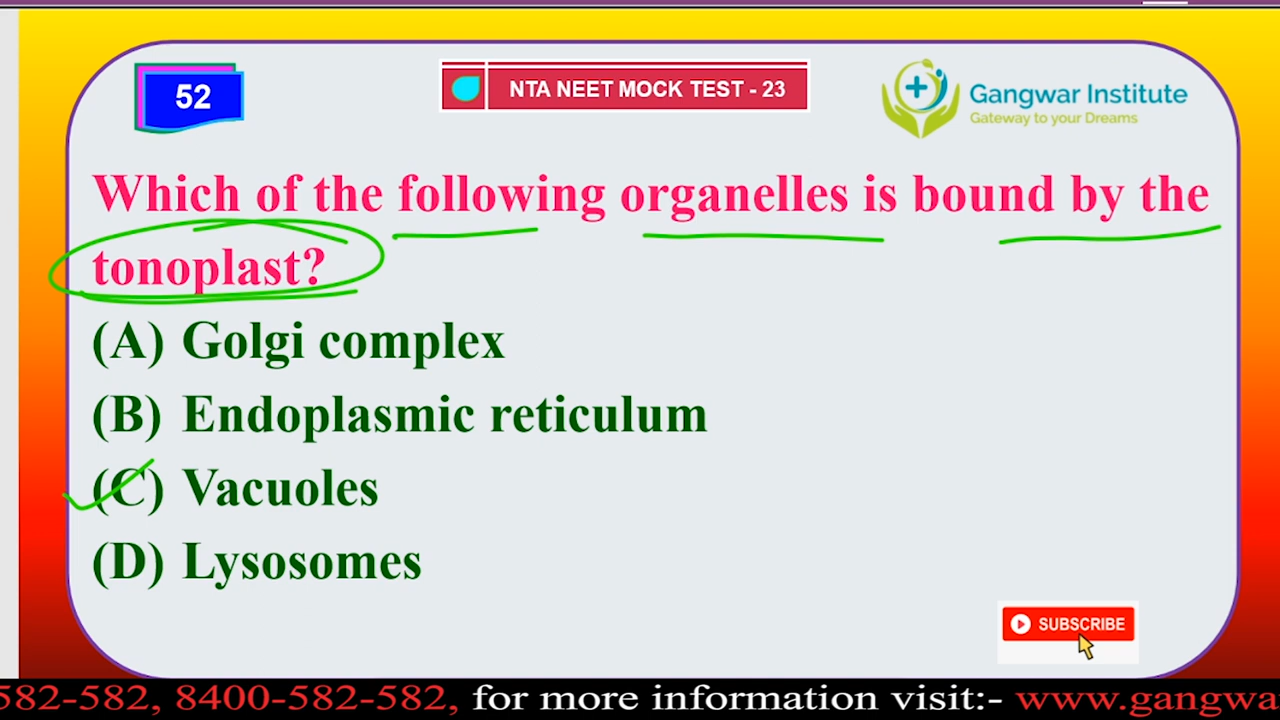 52
NTA NEET MOCK TEST - 23
Gangwar Institute
Gateway to your Dreams
Which of the following organelles is bound by the
tonoplast?
(A) Golgi complex
(B) Endoplasmic reticulum
(C) Vacuoles
(D) Lysosomes
SUBSCRIBE
582-582, 8400-582-582, for more information visit:- www.gangwa